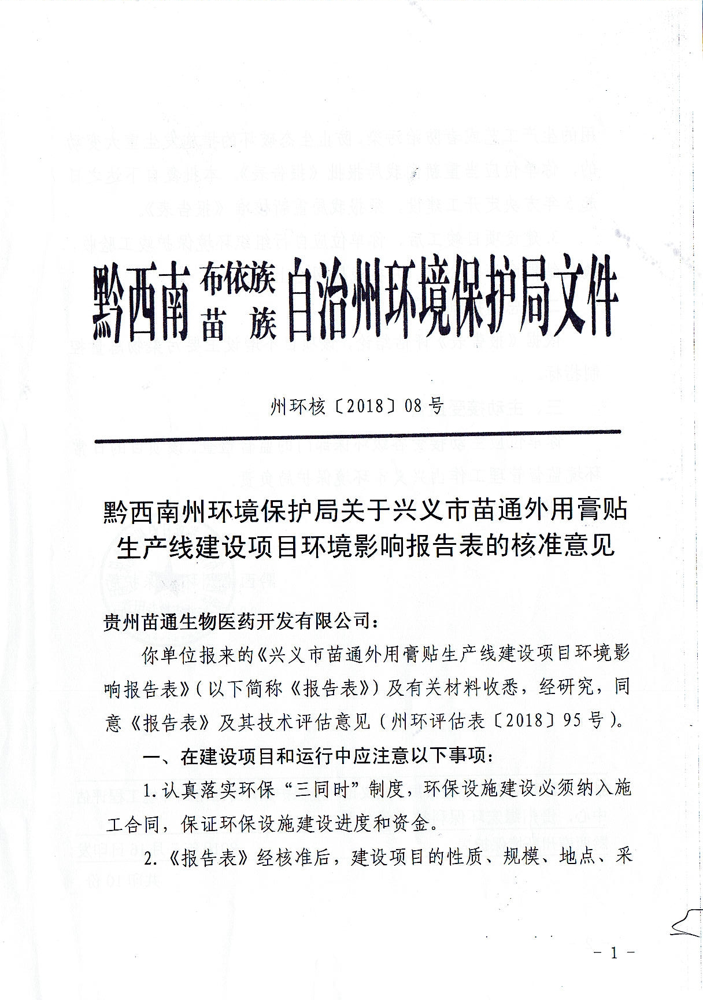 黔西南布依族苗族自治州环境保护局文件
州环核〔2018〕08号
黔西南州环境保护局关于兴义市苗通外用膏贴
生产线建设项目环境影响报告表的核准意见
贵州苗通生物医药开发有限公司：
你单位报来的《兴义市苗通外用膏贴生产线建设项目环境影
响报告表》（以下简称《报告表》）及有关材料收悉，经研究，同
意《报告表》及其技术评估意见（州环评估表〔2018〕95号）。
一、在建设项目和运行中应注意以下事项：
1.认真落实环保“三同时”制度，环保设施建设必须纳入施
工合同，保证环保设施建设进度和资金。
2.《报告表》经核准后，建设项目的性质、规模、地点、采
- 1 -